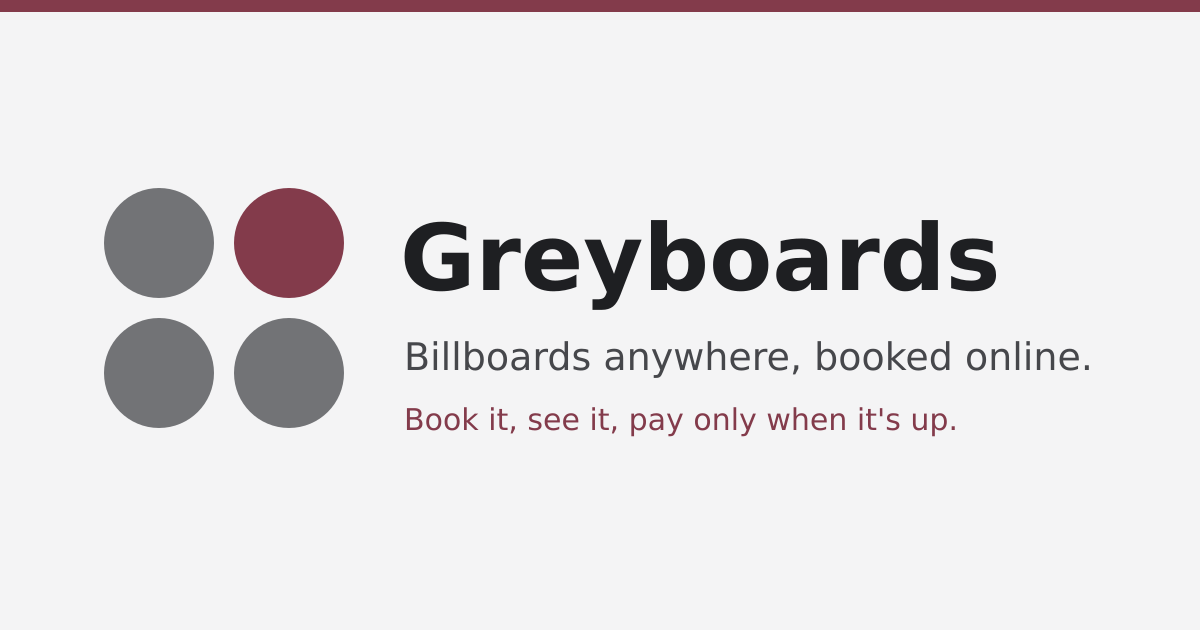 Greyboards
Billboards anywhere, booked online.
Book it, see it, pay only when it's up.